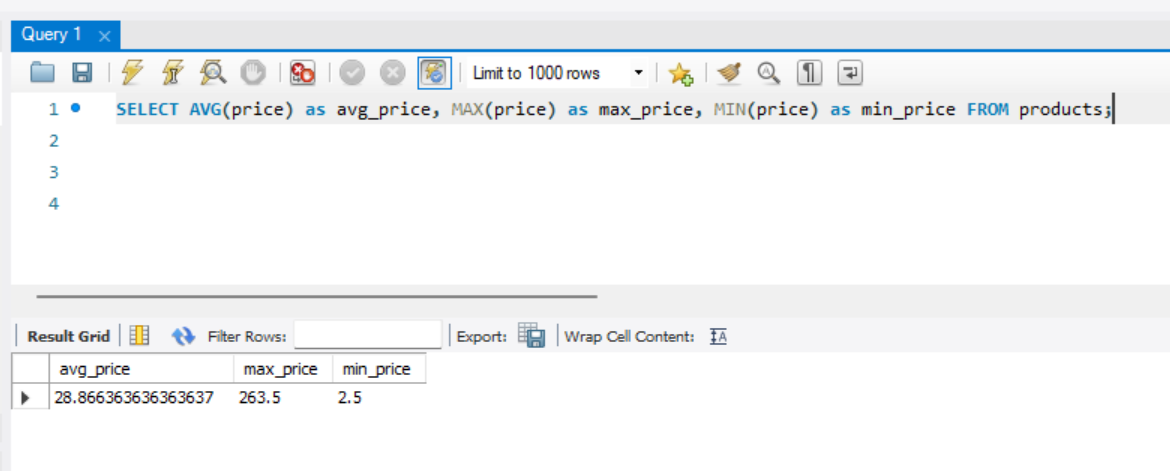 Query 1
Limit to 1000 rows
1 SELECT AVG(price) as avg_price, MAX(price) as max_price, MIN(price) as min_price FROM products;
2
3
4
Result Grid Filter Rows: Export: Wrap Cell Content:
avg_price max_price min_price
28.866363636363637 263.5 2.5